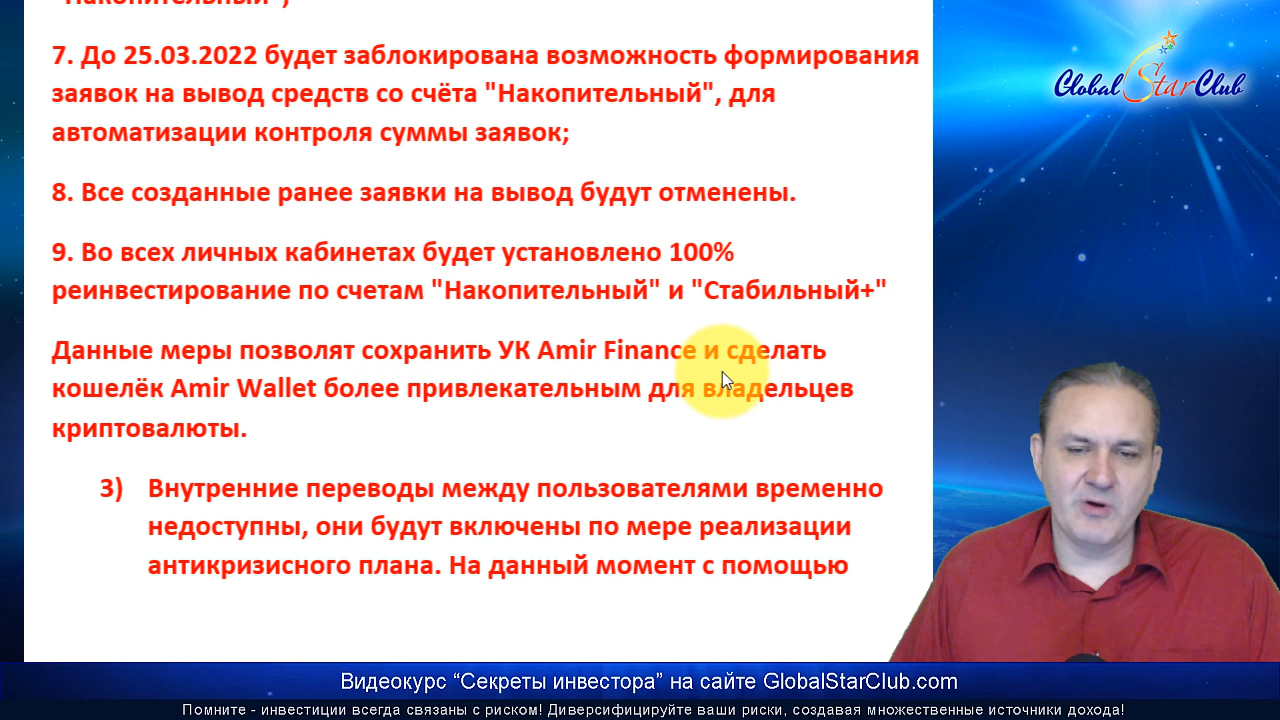 "Накопительный";
7. До 25.03.2022 будет заблокирована возможность формирования
заявок на вывод средств со счёта "Накопительный", для
автоматизации контроля суммы заявок;
8. Все созданные ранее заявки на вывод будут отменены.
9. Во всех личных кабинетах будет установлено 100%
реинвестирование по счетам "Накопительный" и "Стабильный+"
Данные меры позволят сохранить УК Amir Finance и сделать
кошелёк Amir Wallet более привлекательным для владельцев
криптовалюты.
3) Внутренние переводы между пользователями временно
недоступны, они будут включены по мере реализации
антикризисного плана. На данный момент с помощью
Global Star Club
Видеокурс “Секреты инвестора” на сайте GlobalStarClub.com
Помните - инвестиции всегда связаны с риском! Диверсифицируйте ваши риски, создавая множественные источники дохода!